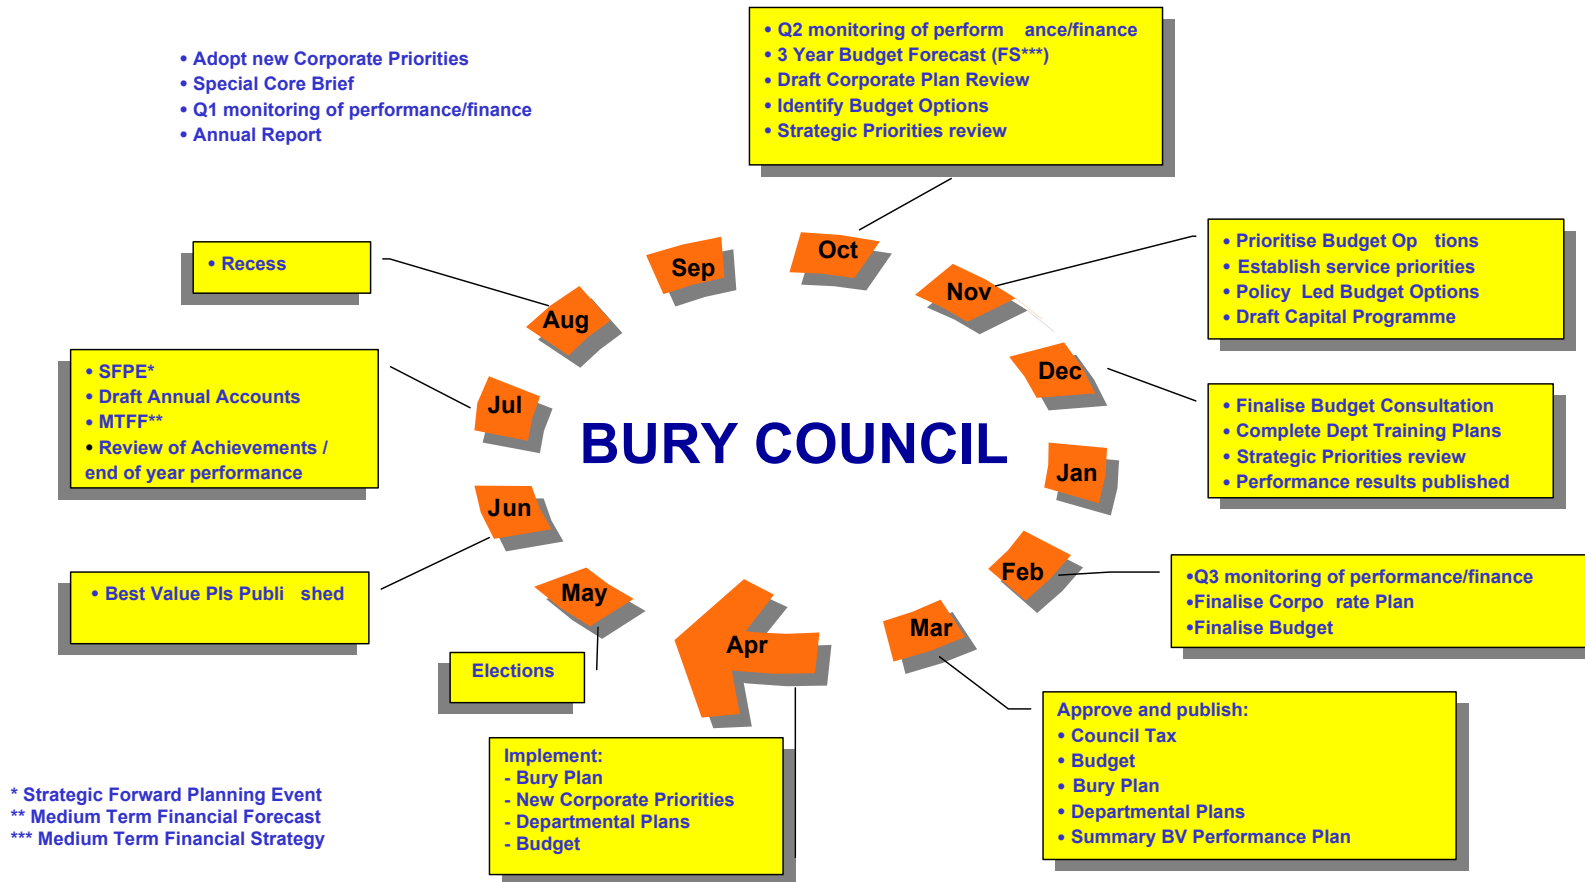 • Adopt new Corporate Priorities
• Special Core Brief
• Q1 monitoring of performance/finance
• Annual Report
• Q2 monitoring of perform ance/finance
• 3 Year Budget Forecast (FS***)
• Draft Corporate Plan Review
• Identify Budget Options
• Strategic Priorities review
• Recess
Sep
Oct
Nov
Aug
• Prioritise Budget Op tions
• Establish service priorities
• Policy Led Budget Options
• Draft Capital Programme
• SFPE*
• Draft Annual Accounts
• MTFF**
• Review of Achievements /
end of year performance
Jul
Dec
BURY COUNCIL
• Finalise Budget Consultation
• Complete Dept Training Plans
• Strategic Priorities review
• Performance results published
Jan
Jun
• Best Value PIs Publi shed
May
Feb
•Q3 monitoring of performance/finance
•Finalise Corpo rate Plan
•Finalise Budget
Elections
Apr
Mar
Implement:
- Bury Plan
- New Corporate Priorities
- Departmental Plans
- Budget
Approve and publish:
• Council Tax
• Budget
• Bury Plan
• Departmental Plans
• Summary BV Performance Plan
* Strategic Forward Planning Event
** Medium Term Financial Forecast
*** Medium Term Financial Strategy